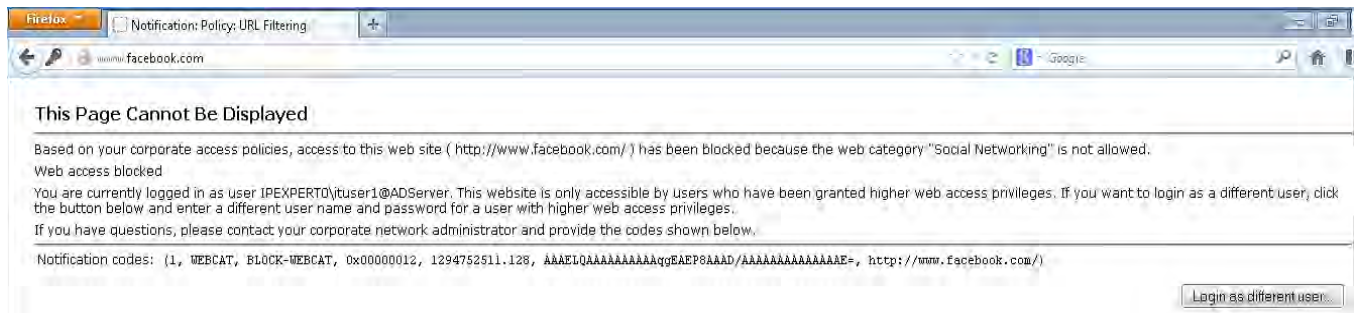 Firefox
Notification: Policy: URL Filtering
www.facebook.com
Google
This Page Cannot Be Displayed
Based on your corporate access policies, access to this web site ( http://www.facebook.com/ ) has been blocked because the web category "Social Networking" is not allowed.
Web access blocked
You are currently logged in as user IPEXPERT0\ituser1@ADServer. This website is only accessible by users who have been granted higher web access privileges. If you want to login as a different user, click
the button below and enter a different user name and password for a user with higher web access privileges.
If you have questions, please contact your corporate network administrator and provide the codes shown below.
Notification codes: (1, WEBCAT, BLOCK-WEBCAT, 0x00000012, 1294752511.128, AAAELQAAAAAAAAAAqgEAEP8AAAD/AAAAAAAAAAAAAAE=, http://www.facebook.com/)
Login as different user...